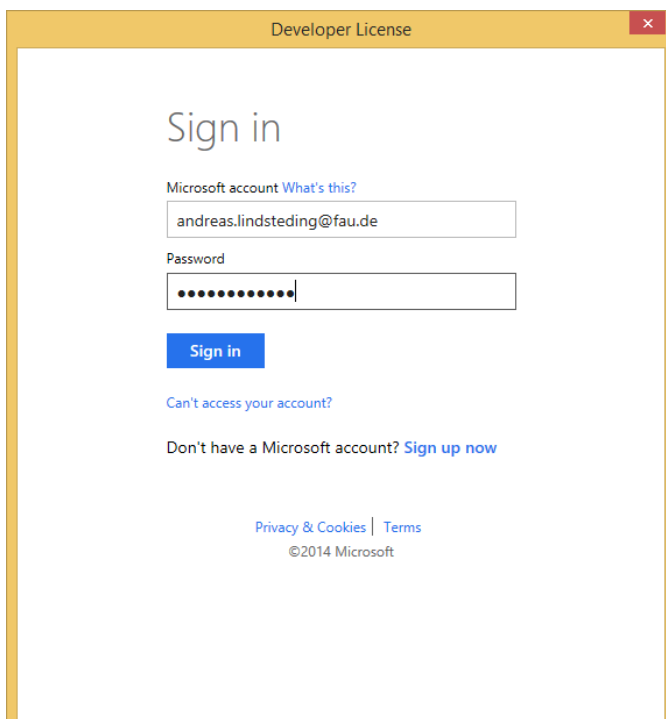 Developer License
Sign in
Microsoft account What's this?
andreas.lindsteding@fau.de
Password
●●●●●●●●●●●●
Sign in
Can't access your account?
Don't have a Microsoft account? Sign up now
Privacy & Cookies | Terms
©2014 Microsoft